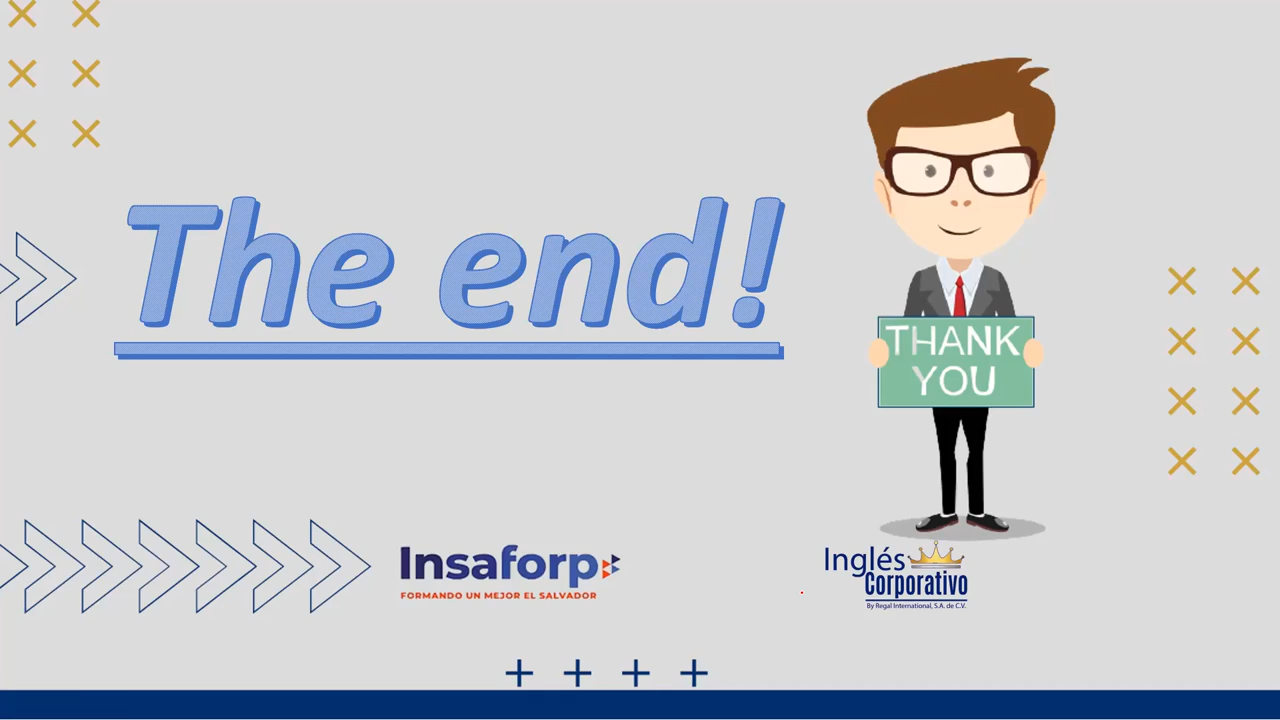 The end!
THANK
YOU
Insaforp
FORMANDO UN MEJOR EL SALVADOR
Inglés
Corporativo
By Regal International, S.A. de C.V.